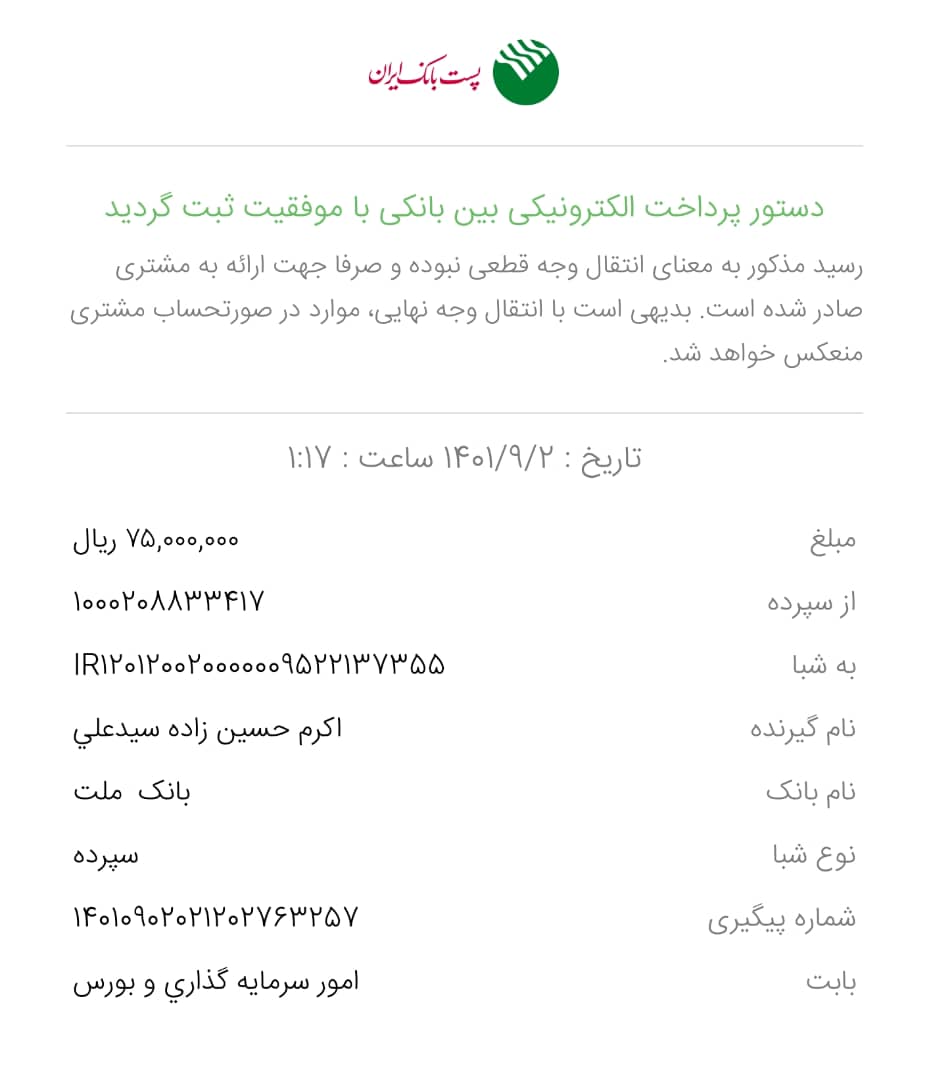 پست بانک ایران
دستور پرداخت الکترونیکی بین بانکی با موفقیت ثبت گردید
رسید مذکور به معنای انتقال وجه قطعی نبوده و صرفا جهت ارائه به مشتری
صادر شده است. بدیهی است با انتقال وجه نهایی، موارد در صورتحساب مشتری
منعکس خواهد شد.
تاریخ : ۱۴۰۱/۹/۲ ساعت : ۱:۱۷
مبلغ ۷۵,۰۰۰,۰۰۰ ریال
از سپرده ۱۰۰۰۲۰۸۸۳۳۴۱۷
به شبا IR۱۲۰۱۲۰۰۲۰۰۰۰۰۰۹۵۲۲۱۳۷۳۵۵
نام گیرنده اکرم حسین زاده سیدعلي
نام بانک بانک ملت
نوع شبا سپرده
شماره پیگیری ۱۴۰۱۰۹۰۲۰۲۱۲۰۲۷۶۳۲۵۷
بابت امور سرمایه گذاري و بورس